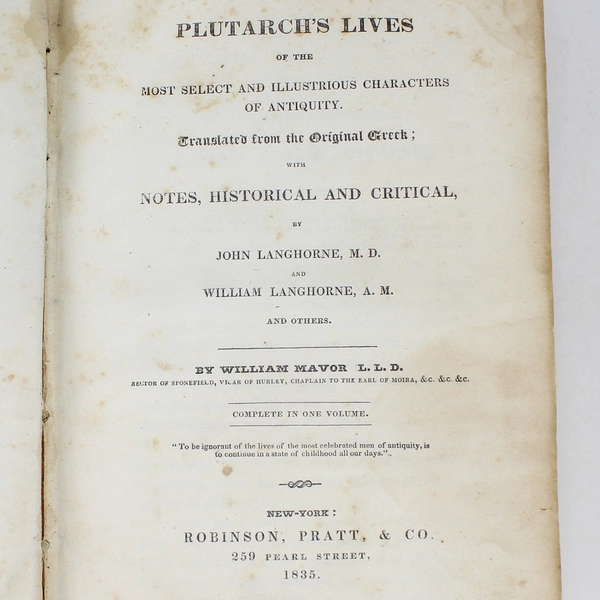 PLUTARCH'S LIVES
OF THE
MOST SELECT AND ILLUSTRIOUS CHARACTERS
OF ANTIQUITY.
Translated from the Original Greek;
WITH
NOTES, HISTORICAL AND CRITICAL,
BY
JOHN LANGHORNE, M. D.
AND
WILLIAM LANGHORNE, A. M.
AND OTHERS.
BY WILLIAM MAVOR L. L. D.
RECTOR OF STONEFIELD, VICAR OF HURLEY, CHAPLAIN TO THE EARL OF MOIRA, &C. &C. &C.
COMPLETE IN ONE VOLUME.
"To be ignorant of the lives of the most celebrated men of antiquity, is
to continue in a state of childhood all our days."
NEW-YORK:
ROBINSON, PRATT, & CO.
259 PEARL STREET,
1835.